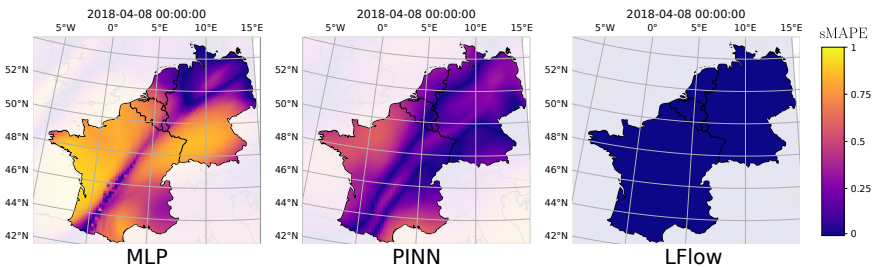 2018-04-08 00:00:00 2018-04-08 00:00:00 2018-04-08 00:00:00
5°W 0° 5°E 10°E 15°E 5°W 0° 5°E 10°E 15°E 5°W 0° 5°E 10°E 15°E
sMAPE
1
52°N 52°N 52°N
50°N 50°N 50°N 0.75
48°N 48°N 48°N
0.5
46°N 46°N 46°N
44°N 44°N 44°N 0.25
42°N 42°N 42°N 0
MLP PINN LFlow